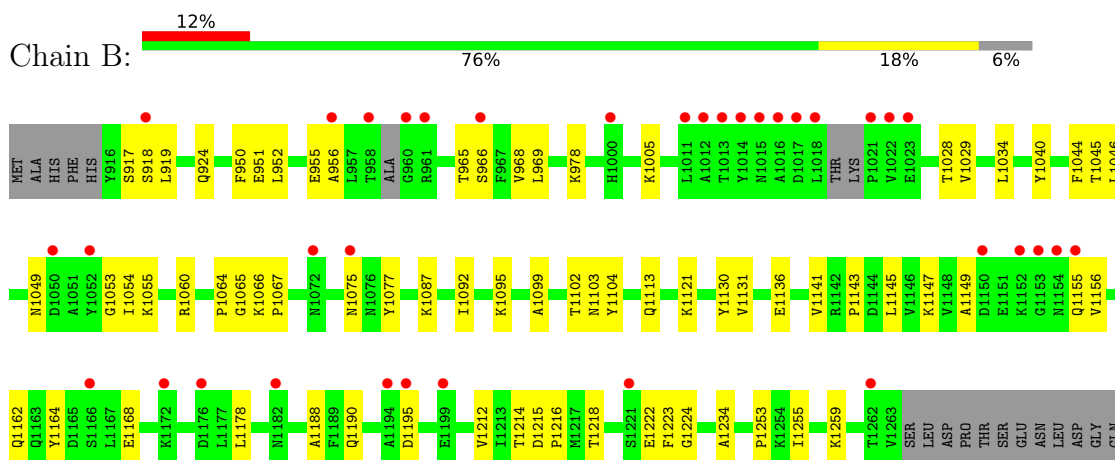 12%
Chain B:
76% 18% 6%
MET ALA HIS PHE HIS Y916 S917 S918 L919 Q924 F950 E951 L952 E955 A956 L957 T958 ALA G960 R961 T965 S966 F967 V968 L969 K978 H1000 K1005 L1011 A1012 T1013 Y1014 N1015 A1016 D1017 L1018 THR LYS P1021 V1022 E1023 T1028 V1029 L1034 Y1040 F1044 T1045 L1046
N1049 D1050 A1051 Y1052 G1053 I1054 K1055 R1060 P1064 G1065 K1066 P1067 N1072 N1075 N1076 Y1077 K1087 I1092 K1095 A1099 T1102 N1103 Y1104 Q1113 K1121 Y1130 V1131 E1136 V1141 R1142 P1143 D1144 L1145 V1146 K1147 V1148 A1149 D1150 E1151 K1152 G1153 N1154 Q1155 V1156
Q1162 Q1163 Y1164 D1165 S1166 L1167 E1168 K1172 D1176 L1177 L1178 N1182 A1188 F1189 Q1190 A1194 D1195 E1199 V1212 I1213 T1214 D1215 P1216 M1217 T1218 S1221 E1222 F1223 G1224 A1234 P1253 K1254 I1255 K1259 T1262 V1263 SER LEU ASP PRO THR SER GLU ASN LEU ASP GLY GLN